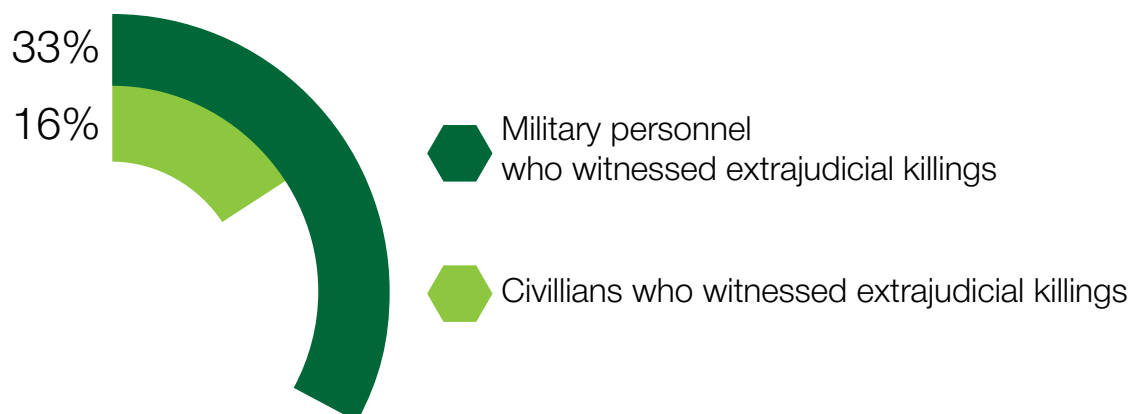 33%
16%
Military personnel
who witnessed extrajudicial killings
Civillians who witnessed extrajudicial killings